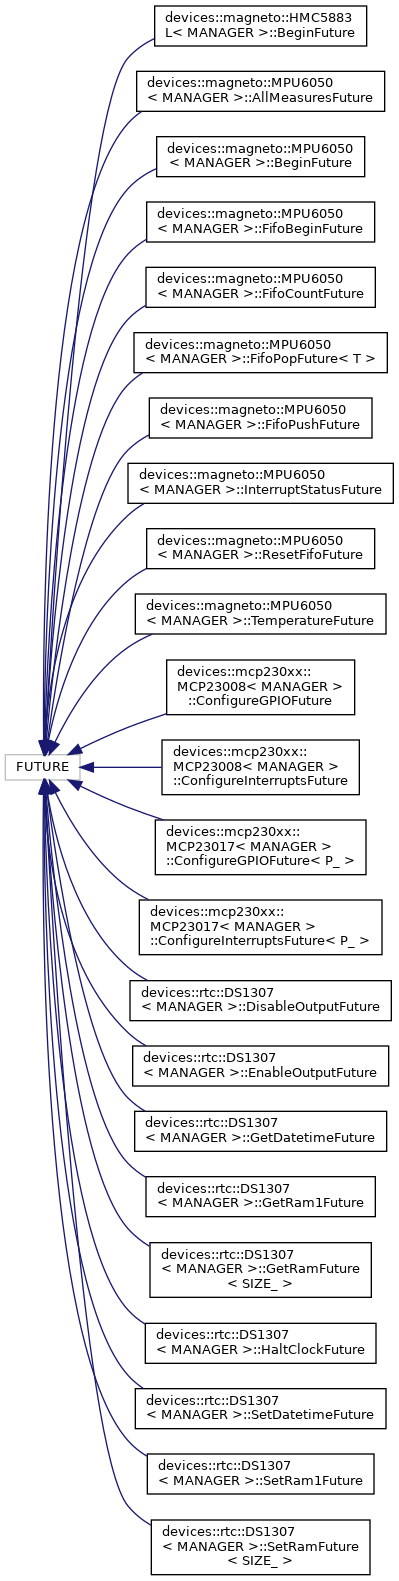 devices::magneto::HMC5883
L< MANAGER >::BeginFuture
devices::magneto::MPU6050
< MANAGER >::AllMeasuresFuture
devices::magneto::MPU6050
< MANAGER >::BeginFuture
devices::magneto::MPU6050
< MANAGER >::FifoBeginFuture
devices::magneto::MPU6050
< MANAGER >::FifoCountFuture
devices::magneto::MPU6050
< MANAGER >::FifoPopFuture< T >
devices::magneto::MPU6050
< MANAGER >::FifoPushFuture
devices::magneto::MPU6050
< MANAGER >::InterruptStatusFuture
devices::magneto::MPU6050
< MANAGER >::ResetFifoFuture
devices::magneto::MPU6050
< MANAGER >::TemperatureFuture
devices::mcp230xx::
MCP23008< MANAGER >
::ConfigureGPIOFuture
FUTURE
devices::mcp230xx::
MCP23008< MANAGER >
::ConfigureInterruptsFuture
devices::mcp230xx::
MCP23017< MANAGER >
::ConfigureGPIOFuture< P_ >
devices::mcp230xx::
MCP23017< MANAGER >
::ConfigureInterruptsFuture< P_ >
devices::rtc::DS1307
< MANAGER >::DisableOutputFuture
devices::rtc::DS1307
< MANAGER >::EnableOutputFuture
devices::rtc::DS1307
< MANAGER >::GetDatetimeFuture
devices::rtc::DS1307
< MANAGER >::GetRam1Future
devices::rtc::DS1307
< MANAGER >::GetRamFuture
< SIZE_ >
devices::rtc::DS1307
< MANAGER >::HaltClockFuture
devices::rtc::DS1307
< MANAGER >::SetDatetimeFuture
devices::rtc::DS1307
< MANAGER >::SetRam1Future
devices::rtc::DS1307
< MANAGER >::SetRamFuture
< SIZE_ >